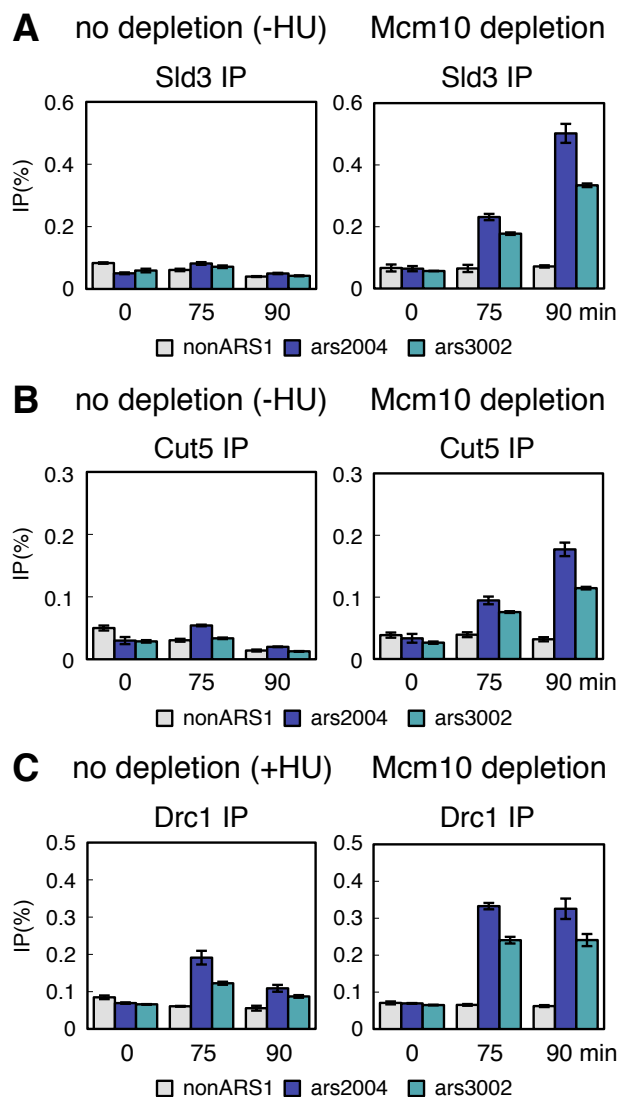 A no depletion (-HU) Mcm10 depletion
Sld3 IP Sld3 IP
0.6 0.6
0.4 0.4
IP(%)
0.2 0.2
0 0
0 75 90 0 75 90 min
nonARS1 ars2004 ars3002
B no depletion (-HU) Mcm10 depletion
Cut5 IP Cut5 IP
0.3 0.3
0.2 0.2
IP(%)
0.1 0.1
0 0
0 75 90 0 75 90 min
nonARS1 ars2004 ars3002
C no depletion (+HU) Mcm10 depletion
Drc1 IP Drc1 IP
0.5 0.5
0.4 0.4
0.3 0.3
IP(%)
0.2 0.2
0.1 0.1
0 0
0 75 90 0 75 90 min
nonARS1 ars2004 ars3002